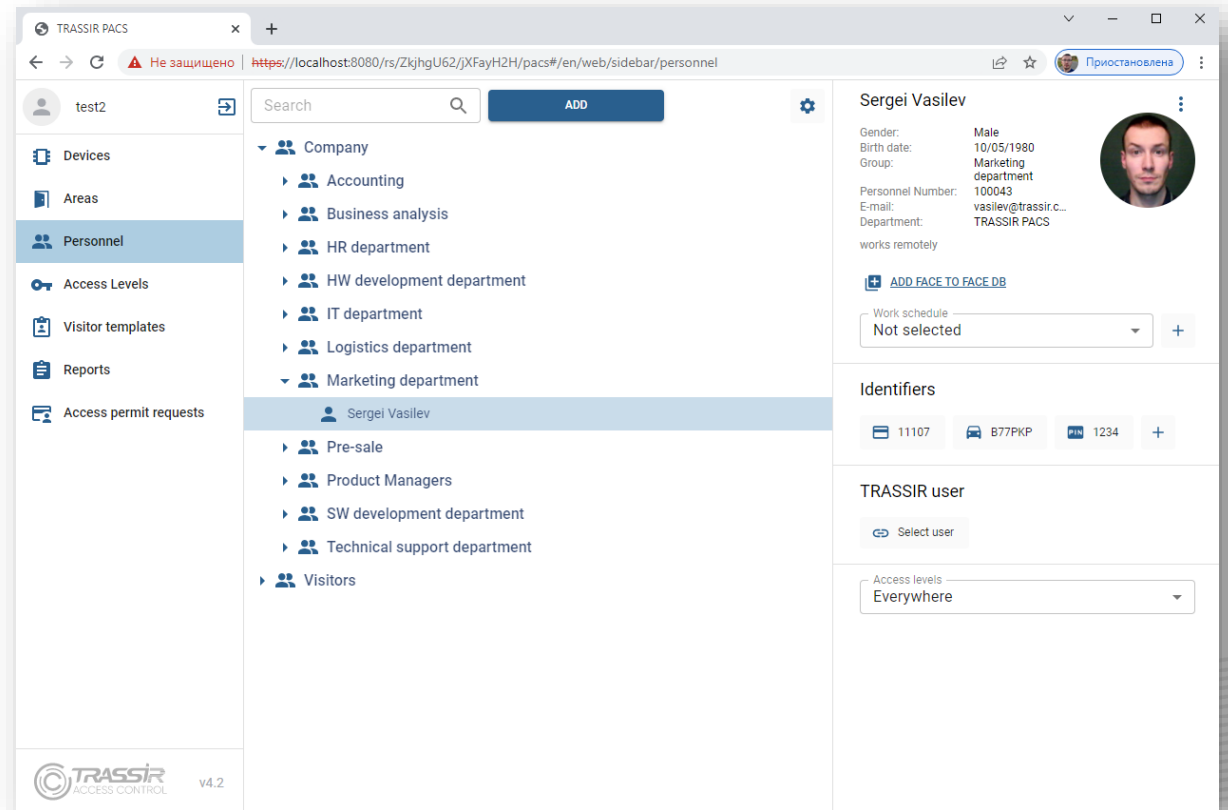 TRASSIR PACS
Не защищено https://localhost:8080/rs/ZkjhgU62/jXFayH2H/pacs#/en/web/sidebar/personnel Приостановлена
test2
Devices
Areas
Personnel
Access Levels
Visitor templates
Reports
Access permit requests
TRASSIR
ACCESS CONTROL
v4.2
Search ADD
Company
Accounting
Business analysis
HR department
HW development department
IT department
Logistics department
Marketing department
Sergei Vasilev
Pre-sale
Product Managers
SW development department
Technical support department
Visitors
Sergei Vasilev
Gender: Male
Birth date: 10/05/1980
Group: Marketing
department
Personnel Number: 100043
E-mail: vasilev@trassir.c...
Department: TRASSIR PACS
works remotely
ADD FACE TO FACE DB
Work schedule
Not selected
Identifiers
11107 B77PKP PIN 1234
TRASSIR user
Select user
Access levels
Everywhere